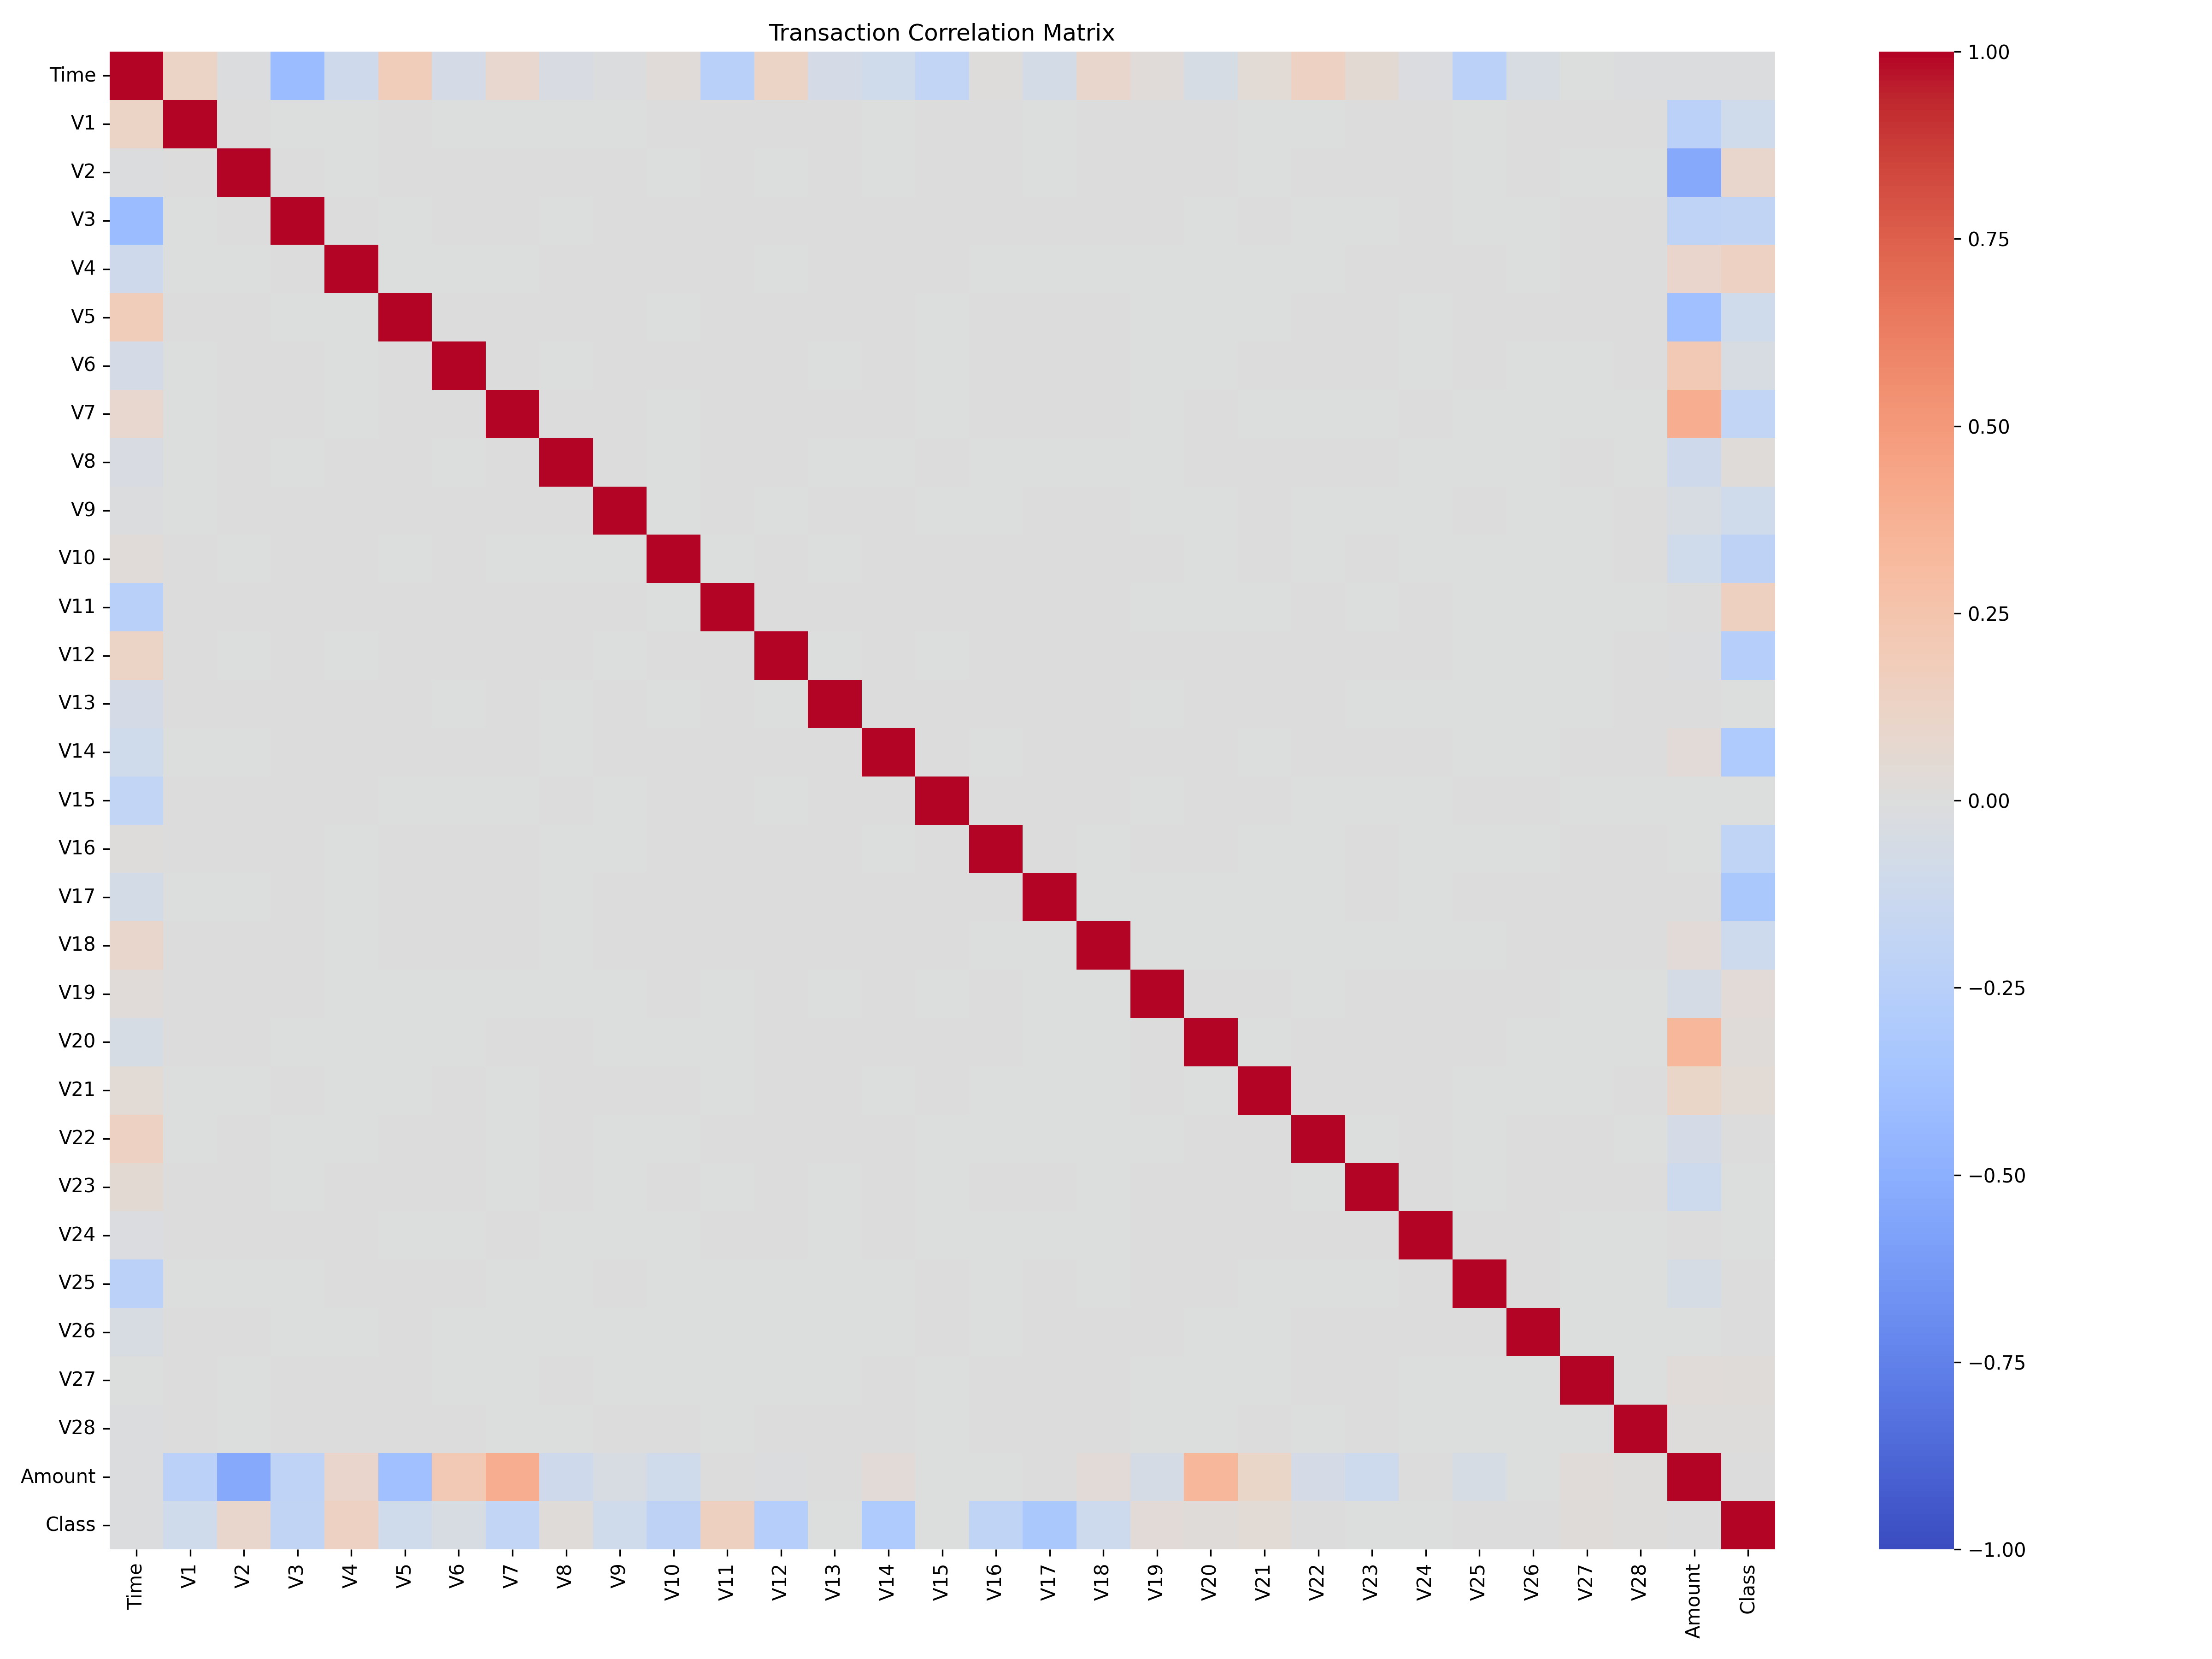 Transaction Correlation Matrix
Time
V1
V2
V3
V4
V5
V6
V7
V8
V9
V10
V11
V12
V13
V14
V15
V16
V17
V18
V19
V20
V21
V22
V23
V24
V25
V26
V27
V28
Amount
Class
Time V1 V2 V3 V4 V5 V6 V7 V8 V9 V10 V11 V12 V13 V14 V15 V16 V17 V18 V19 V20 V21 V22 V23 V24 V25 V26 V27 V28 Amount Class
1.00
0.75
0.50
0.25
0.00
−0.25
−0.50
−0.75
−1.00